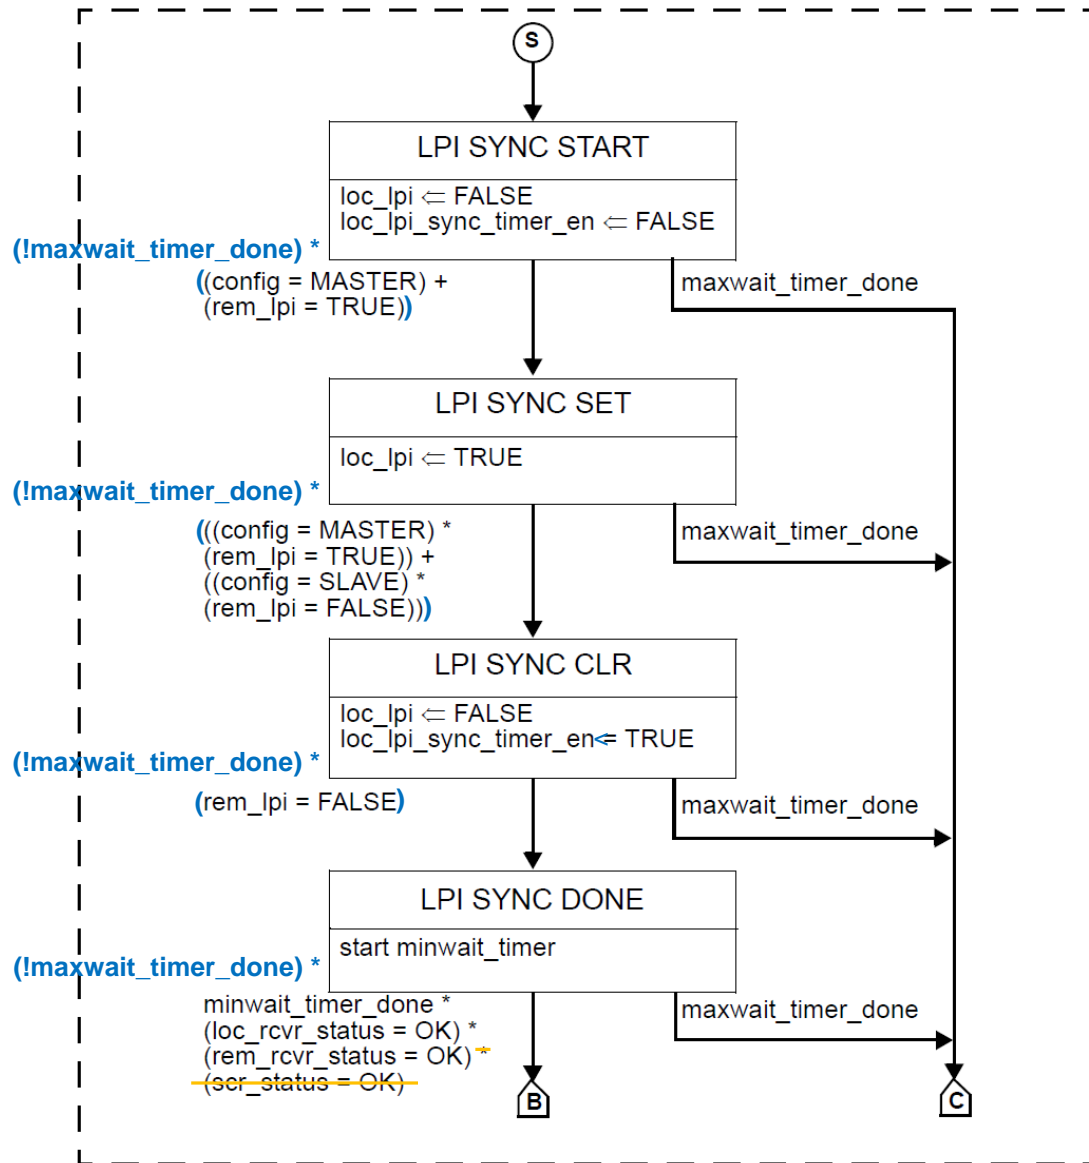 S
LPI SYNC START
loc_lpi ⇐ FALSE
loc_lpi_sync_timer_en ⇐ FALSE
(!maxwait_timer_done) *
((config = MASTER) +
(rem_lpi = TRUE))
maxwait_timer_done
LPI SYNC SET
loc_lpi ⇐ TRUE
(!maxwait_timer_done) *
(((config = MASTER) *
(rem_lpi = TRUE)) +
((config = SLAVE) *
(rem_lpi = FALSE)))
maxwait_timer_done
LPI SYNC CLR
loc_lpi ⇐ FALSE
loc_lpi_sync_timer_en<= TRUE
(!maxwait_timer_done) *
(rem_lpi = FALSE)
maxwait_timer_done
LPI SYNC DONE
start minwait_timer
(!maxwait_timer_done) *
minwait_timer_done *
(loc_rcvr_status = OK) *
(rem_rcvr_status = OK) *
(scr_status = OK)
maxwait_timer_done
B
C